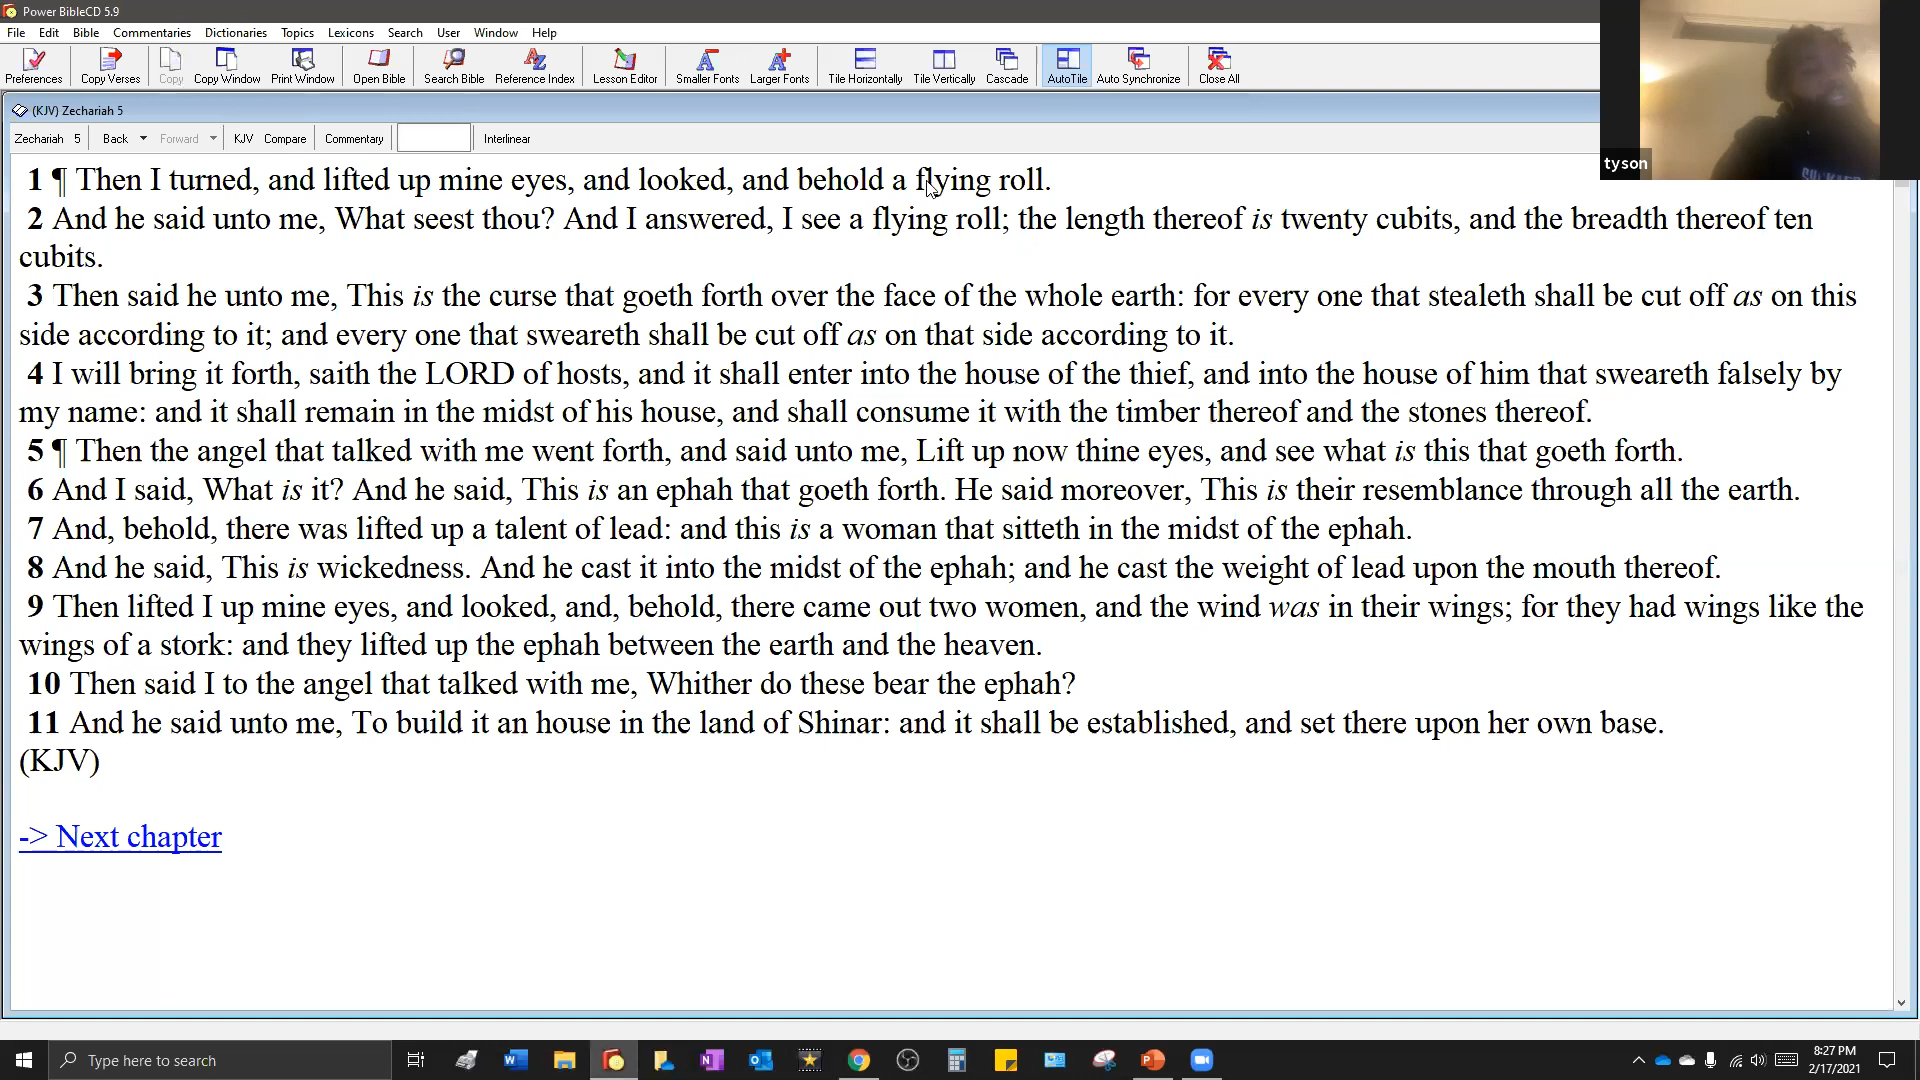 Power BibleCD 5.9
File Edit Bible Commentaries Dictionaries Topics Lexicons Search User Window Help
Preferences Copy Verses Copy Copy Window Print Window Open Bible Search Bible Reference Index Lesson Editor Smaller Fonts Larger Fonts Tile Horizontally Tile Vertically Cascade AutoTile Auto Synchronize Close All
(KJV) Zechariah 5
Zechariah 5 Back Forward KJV Compare Commentary Interlinear
tyson
1 ¶ Then I turned, and lifted up mine eyes, and looked, and behold a flying roll.
2 And he said unto me, What seest thou? And I answered, I see a flying roll; the length thereof is twenty cubits, and the breadth thereof ten
cubits.
3 Then said he unto me, This is the curse that goeth forth over the face of the whole earth: for every one that stealeth shall be cut off as on this
side according to it; and every one that sweareth shall be cut off as on that side according to it.
4 I will bring it forth, saith the LORD of hosts, and it shall enter into the house of the thief, and into the house of him that sweareth falsely by
my name: and it shall remain in the midst of his house, and shall consume it with the timber thereof and the stones thereof.
5 ¶ Then the angel that talked with me went forth, and said unto me, Lift up now thine eyes, and see what is this that goeth forth.
6 And I said, What is it? And he said, This is an ephah that goeth forth. He said moreover, This is their resemblance through all the earth.
7 And, behold, there was lifted up a talent of lead: and this is a woman that sitteth in the midst of the ephah.
8 And he said, This is wickedness. And he cast it into the midst of the ephah; and he cast the weight of lead upon the mouth thereof.
9 Then lifted I up mine eyes, and looked, and, behold, there came out two women, and the wind was in their wings; for they had wings like the
wings of a stork: and they lifted up the ephah between the earth and the heaven.
10 Then said I to the angel that talked with me, Whither do these bear the ephah?
11 And he said unto me, To build it an house in the land of Shinar: and it shall be established, and set there upon her own base.
(KJV)
-> Next chapter
Type here to search
8:27 PM
2/17/2021